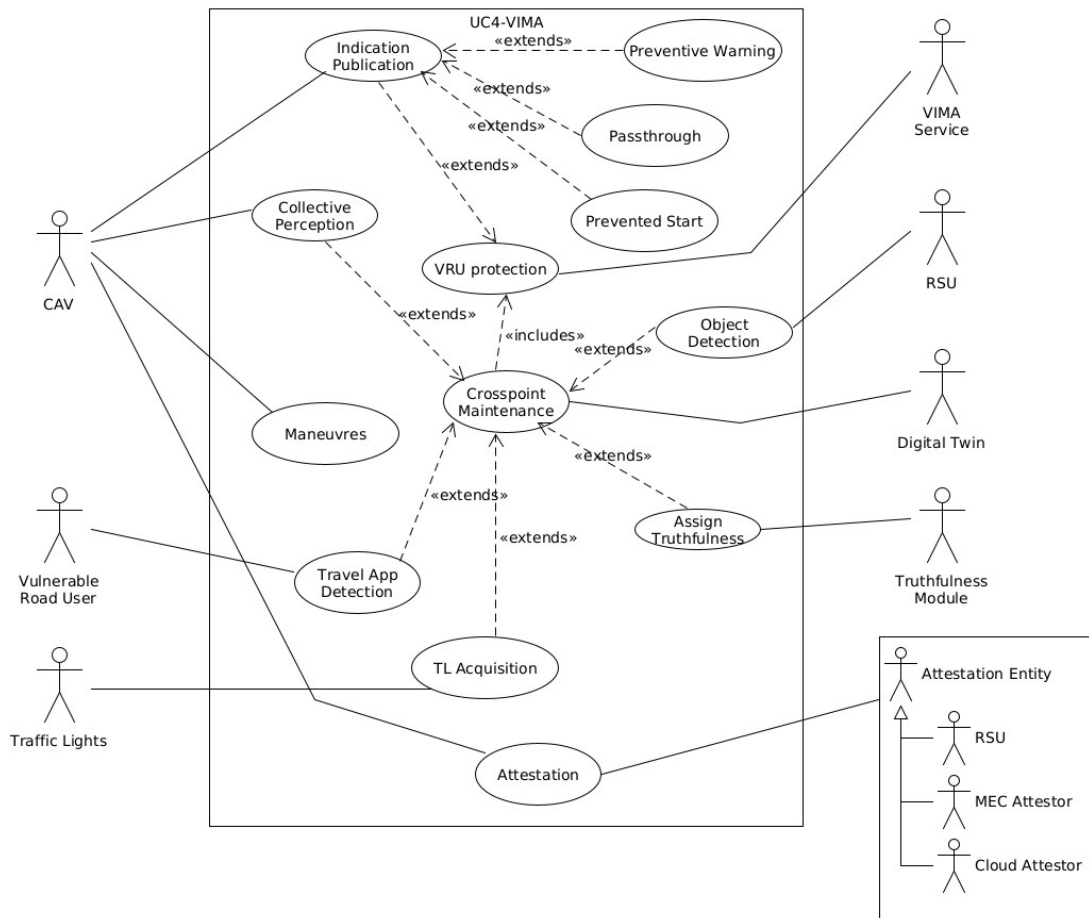 UC4-VIMA
«extends»
Indication
Publication
Preventive Warning
VIMA
Service
«extends»
Passthrough
«extends»
«extends»
Collective
Perception
Prevented Start
CAV
VRU protection
RSU
«extends»
Object
Detection
«includes»
«extends»
Crosspoint
Maintenance
Maneuvres
Digital Twin
«extends»
«extends»
Assign
Truthfulness
«extends»
Vulnerable
Road User
Travel App
Detection
Truthfulness
Module
TL Acquisition
Attestation Entity
Traffic Lights
RSU
Attestation
MEC Attestor
Cloud Attestor